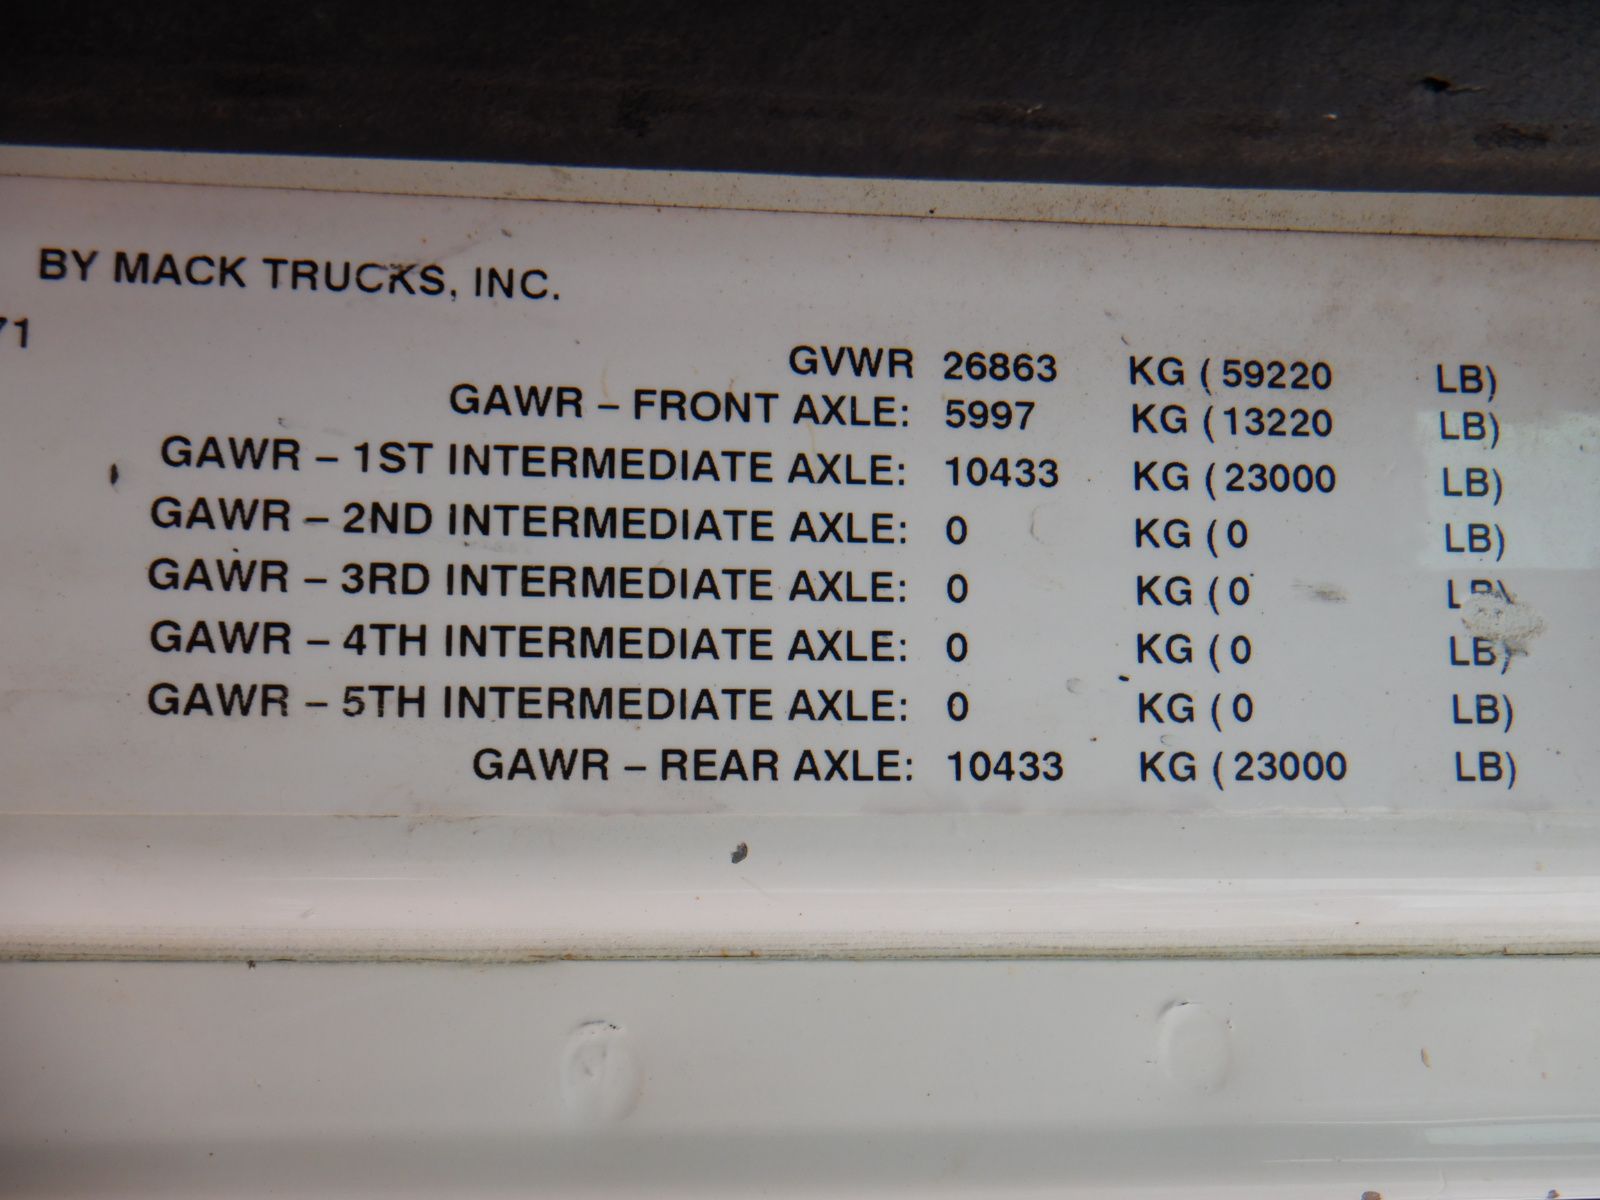 BY MACK TRUCKS, INC.
71
GVWR 26863 KG ( 59220 LB)
GAWR – FRONT AXLE: 5997 KG ( 13220 LB)
GAWR – 1ST INTERMEDIATE AXLE: 10433 KG ( 23000 LB)
GAWR – 2ND INTERMEDIATE AXLE: 0 KG ( 0 LB)
GAWR – 3RD INTERMEDIATE AXLE: 0 KG ( 0 LB)
GAWR – 4TH INTERMEDIATE AXLE: 0 KG ( 0 LB)
GAWR – 5TH INTERMEDIATE AXLE: 0 KG ( 0 LB)
GAWR – REAR AXLE: 10433 KG ( 23000 LB)